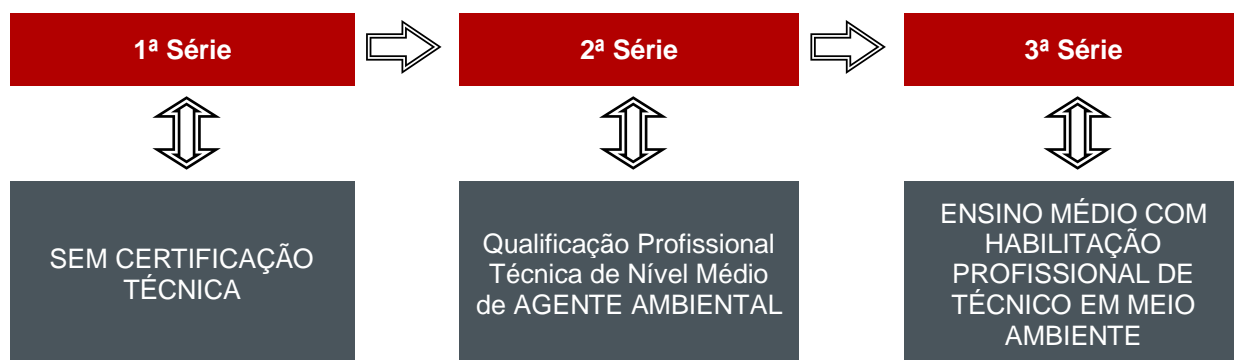 1ª Série
2ª Série
3ª Série
SEM CERTIFICAÇÃO
TÉCNICA
Qualificação Profissional
Técnica de Nível Médio
de AGENTE AMBIENTAL
ENSINO MÉDIO COM
HABILITAÇÃO
PROFISSIONAL DE
TÉCNICO EM MEIO
AMBIENTE